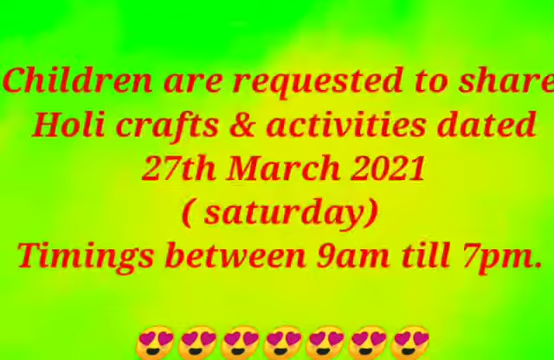 Children are requested to share
Holi crafts & activities dated
27th March 2021
( saturday)
Timings between 9am till 7pm.
😍😍😍😍😍😍😍